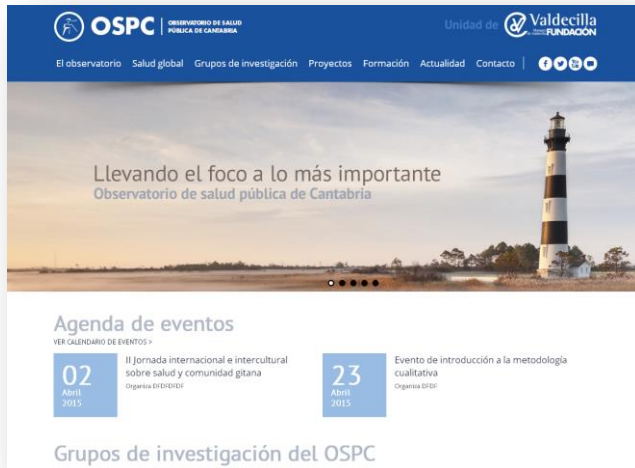 OSPC
OBSERVATORIO DE SALUD
PÚBLICA DE CANTABRIA
Unidad de
Valdecilla
FUNDACIÓN
El observatorio Salud global Grupos de investigación Proyectos Formación Actualidad Contacto
Llevando el foco a lo más importante
Observatorio de salud pública de Cantabria
Agenda de eventos
VER CALENDARIO DE EVENTOS >
02
Abril
2015
II Jornada internacional e intercultural
sobre salud y comunidad gitana
Organiza DFDFDFDF
23
Abril
2015
Evento de introducción a la metodología
cualitativa
Organiza DFDF
Grupos de investigación del OSPC